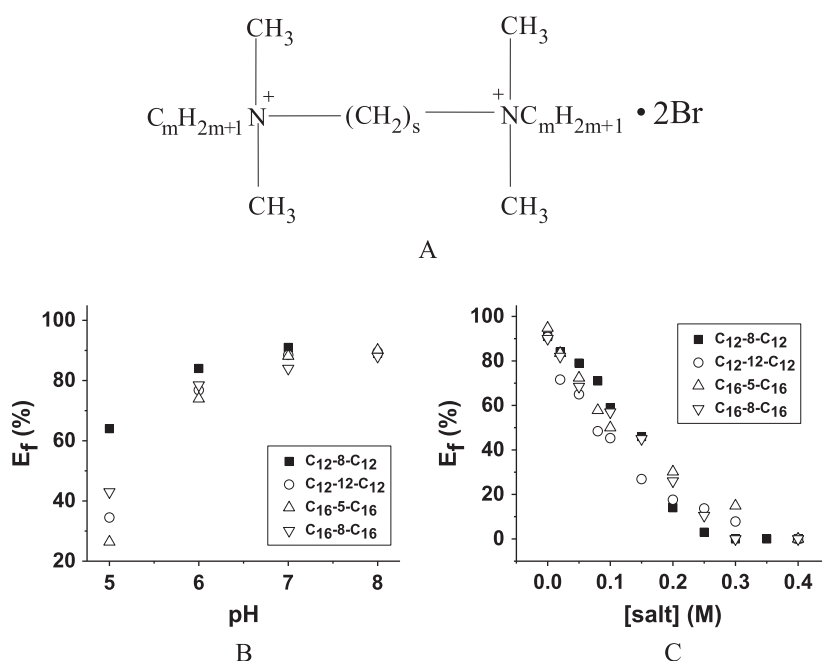 CH₃ CH₃
CₘH₂ₘ₊₁N⁺ (CH₂)ₛ ⁺NCₘH₂ₘ₊₁ • 2Br
CH₃ CH₃
A
E_f (%)
100
80
60
40
20
5 6 7 8
pH
C₁₂-8-C₁₂
C₁₂-12-C₁₂
C₁₆-5-C₁₆
C₁₆-8-C₁₆
B
E_f (%)
100
80
60
40
20
0
0.0 0.1 0.2 0.3 0.4
[salt] (M)
C₁₂-8-C₁₂
C₁₂-12-C₁₂
C₁₆-5-C₁₆
C₁₆-8-C₁₆
C